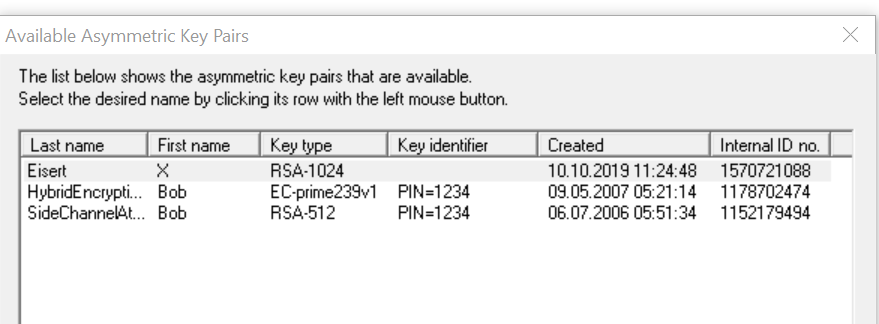 Available Asymmetric Key Pairs
The list below shows the asymmetric key pairs that are available.
Select the desired name by clicking its row with the left mouse button.
Last name First name Key type Key identifier Created Internal ID no.
Eisert X RSA-1024 10.10.2019 11:24:48 1570721088
HybridEncrypti... Bob EC-prime239v1 PIN=1234 09.05.2007 05:21:14 1178702474
SideChannelAt... Bob RSA-512 PIN=1234 06.07.2006 05:51:34 1152179494